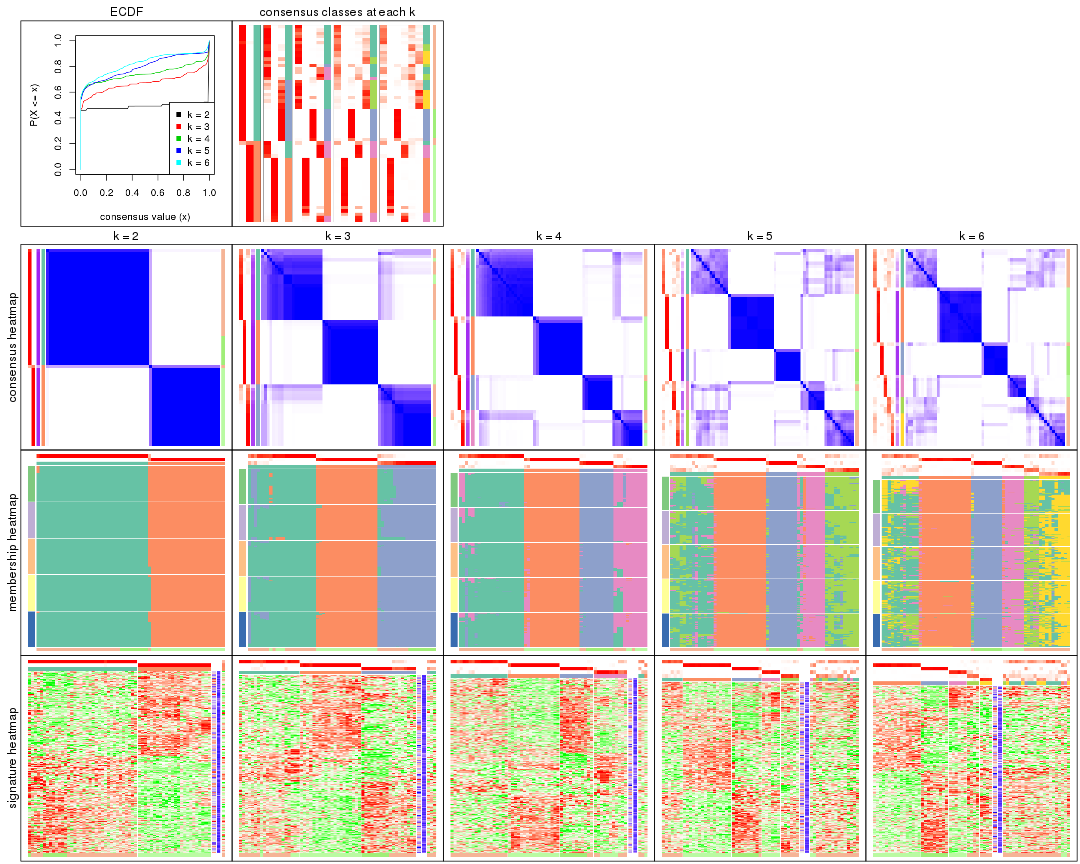 ECDF
consensus classes at each k
P(X <= x)
1.0
0.8
0.6
0.4
0.2
0.0
k = 2
k = 3
k = 4
k = 5
k = 6
0.0 0.2 0.4 0.6 0.8 1.0
consensus value (x)
k = 2 k = 3 k = 4 k = 5 k = 6
consensus heatmap
membership heatmap
signature heatmap